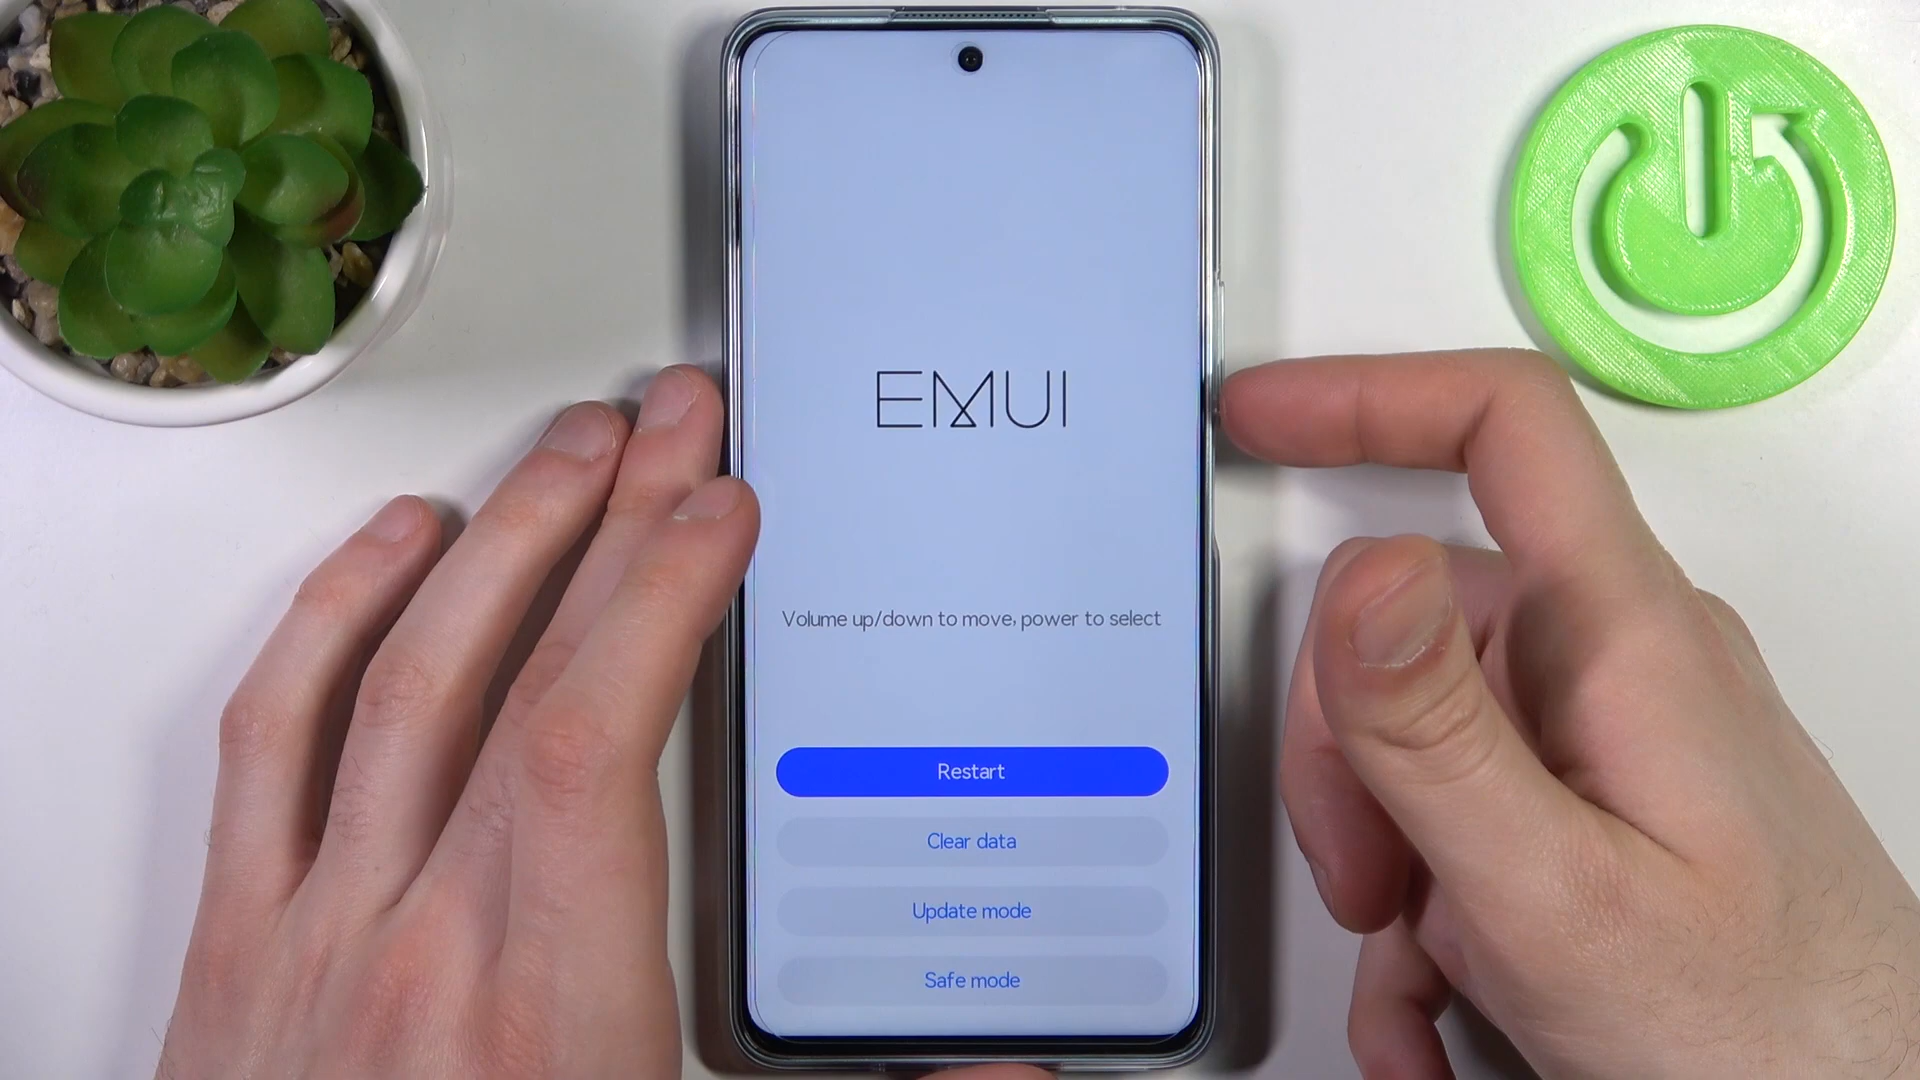 EMUI
Volume up/down to move, power to select
Restart
Clear data
Update mode
Safe mode